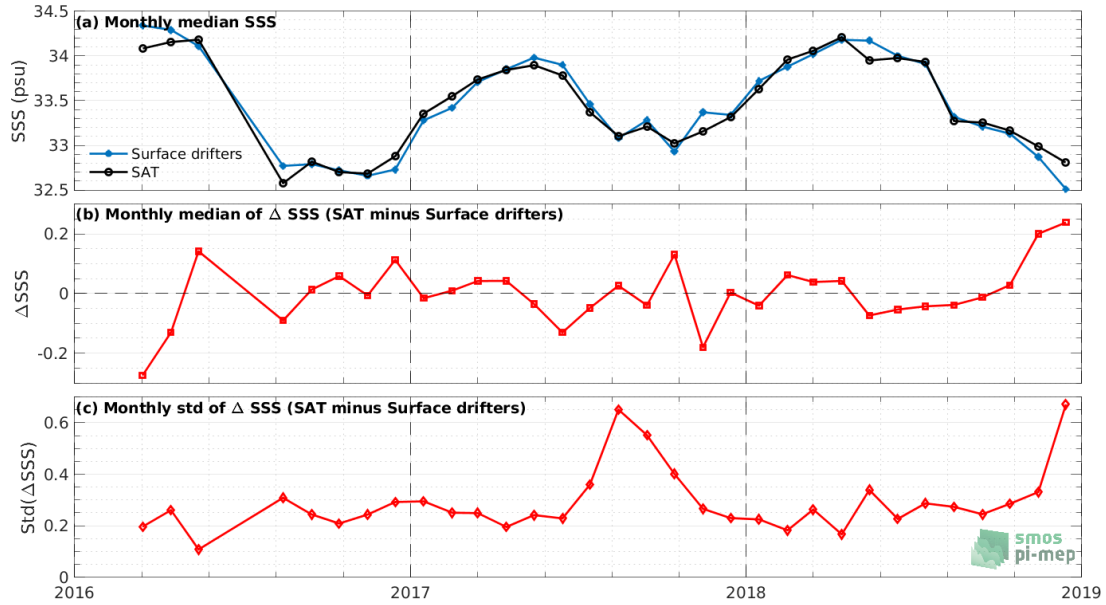 (a) Monthly median SSS
34.5
34
33.5
33
32.5
SSS (psu)
Surface drifters
SAT
(b) Monthly median of Δ SSS (SAT minus Surface drifters)
0.2
0
-0.2
ΔSSS
(c) Monthly std of Δ SSS (SAT minus Surface drifters)
0.6
0.4
0.2
0
Std(ΔSSS)
smos
pi-mep
2016
2017
2018
2019